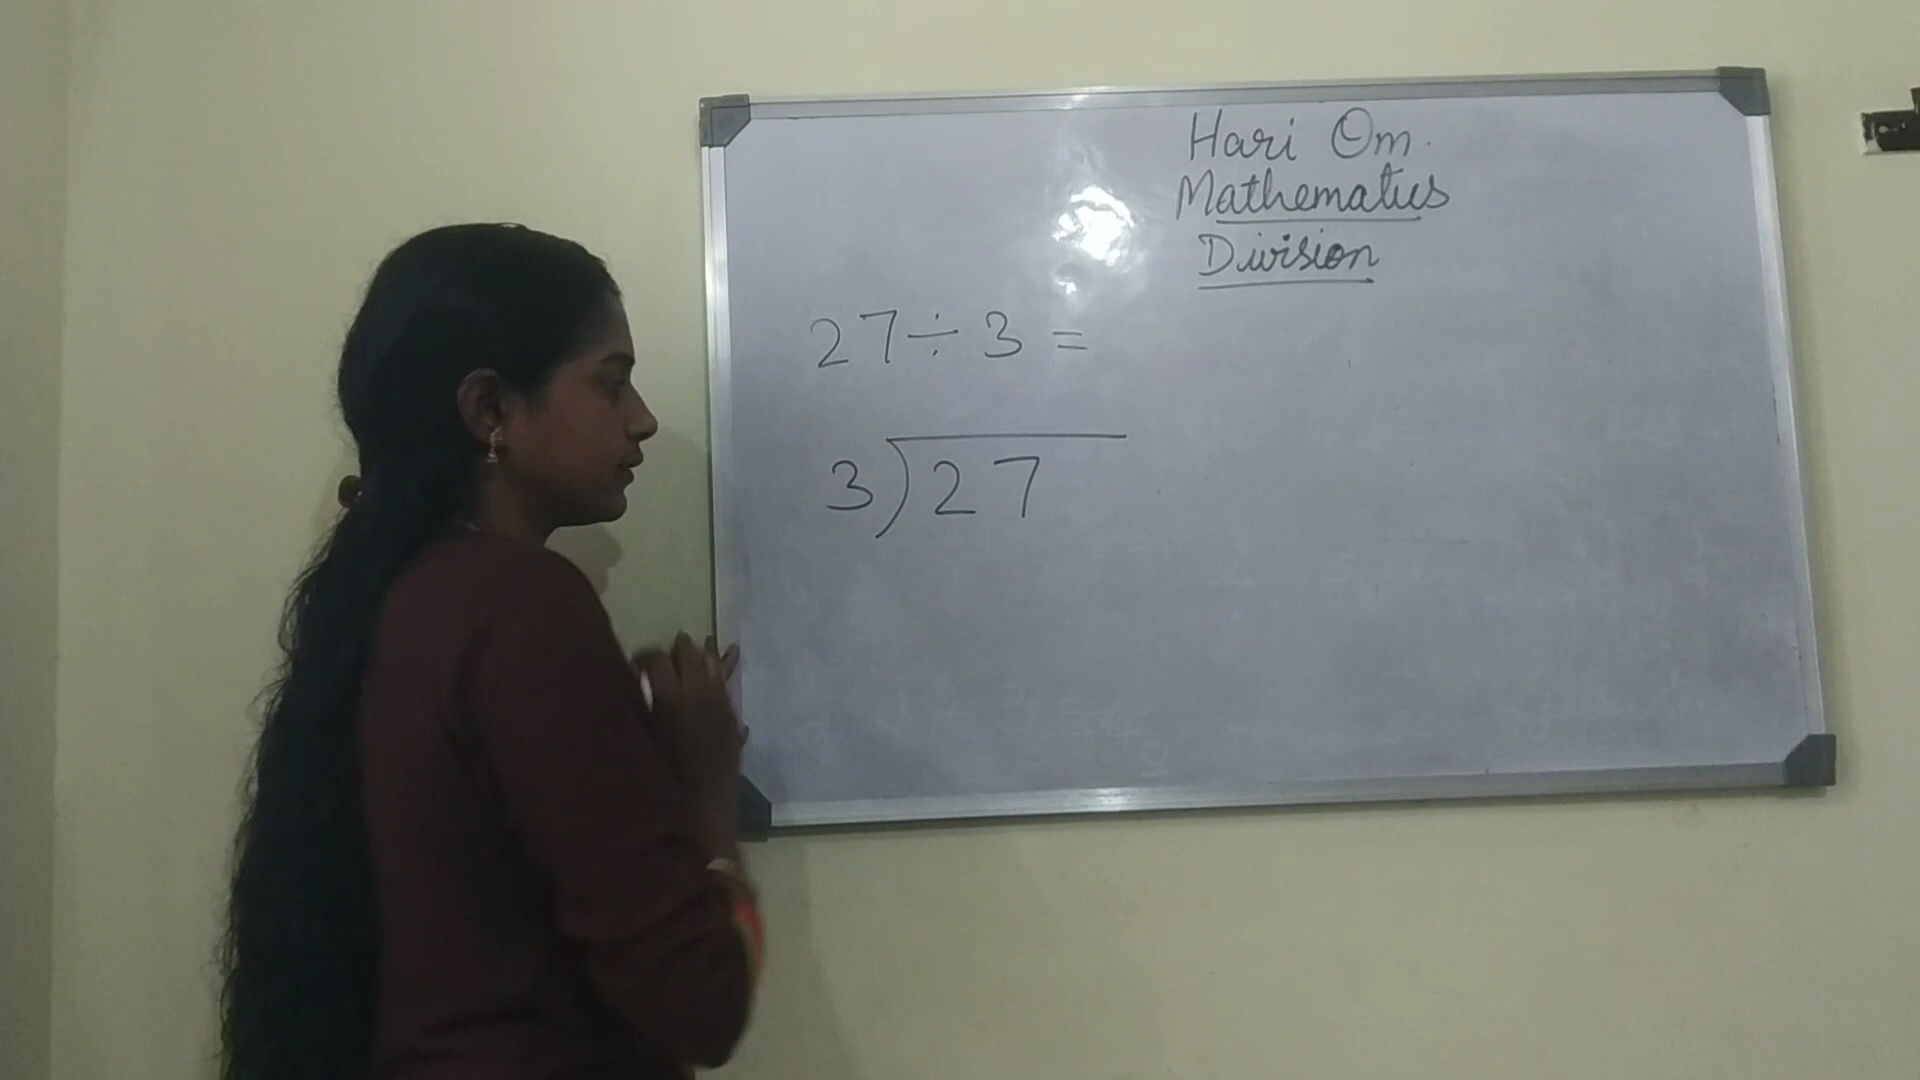 Hari Om.
Mathematics
Division
27 ÷ 3 =
3) 27